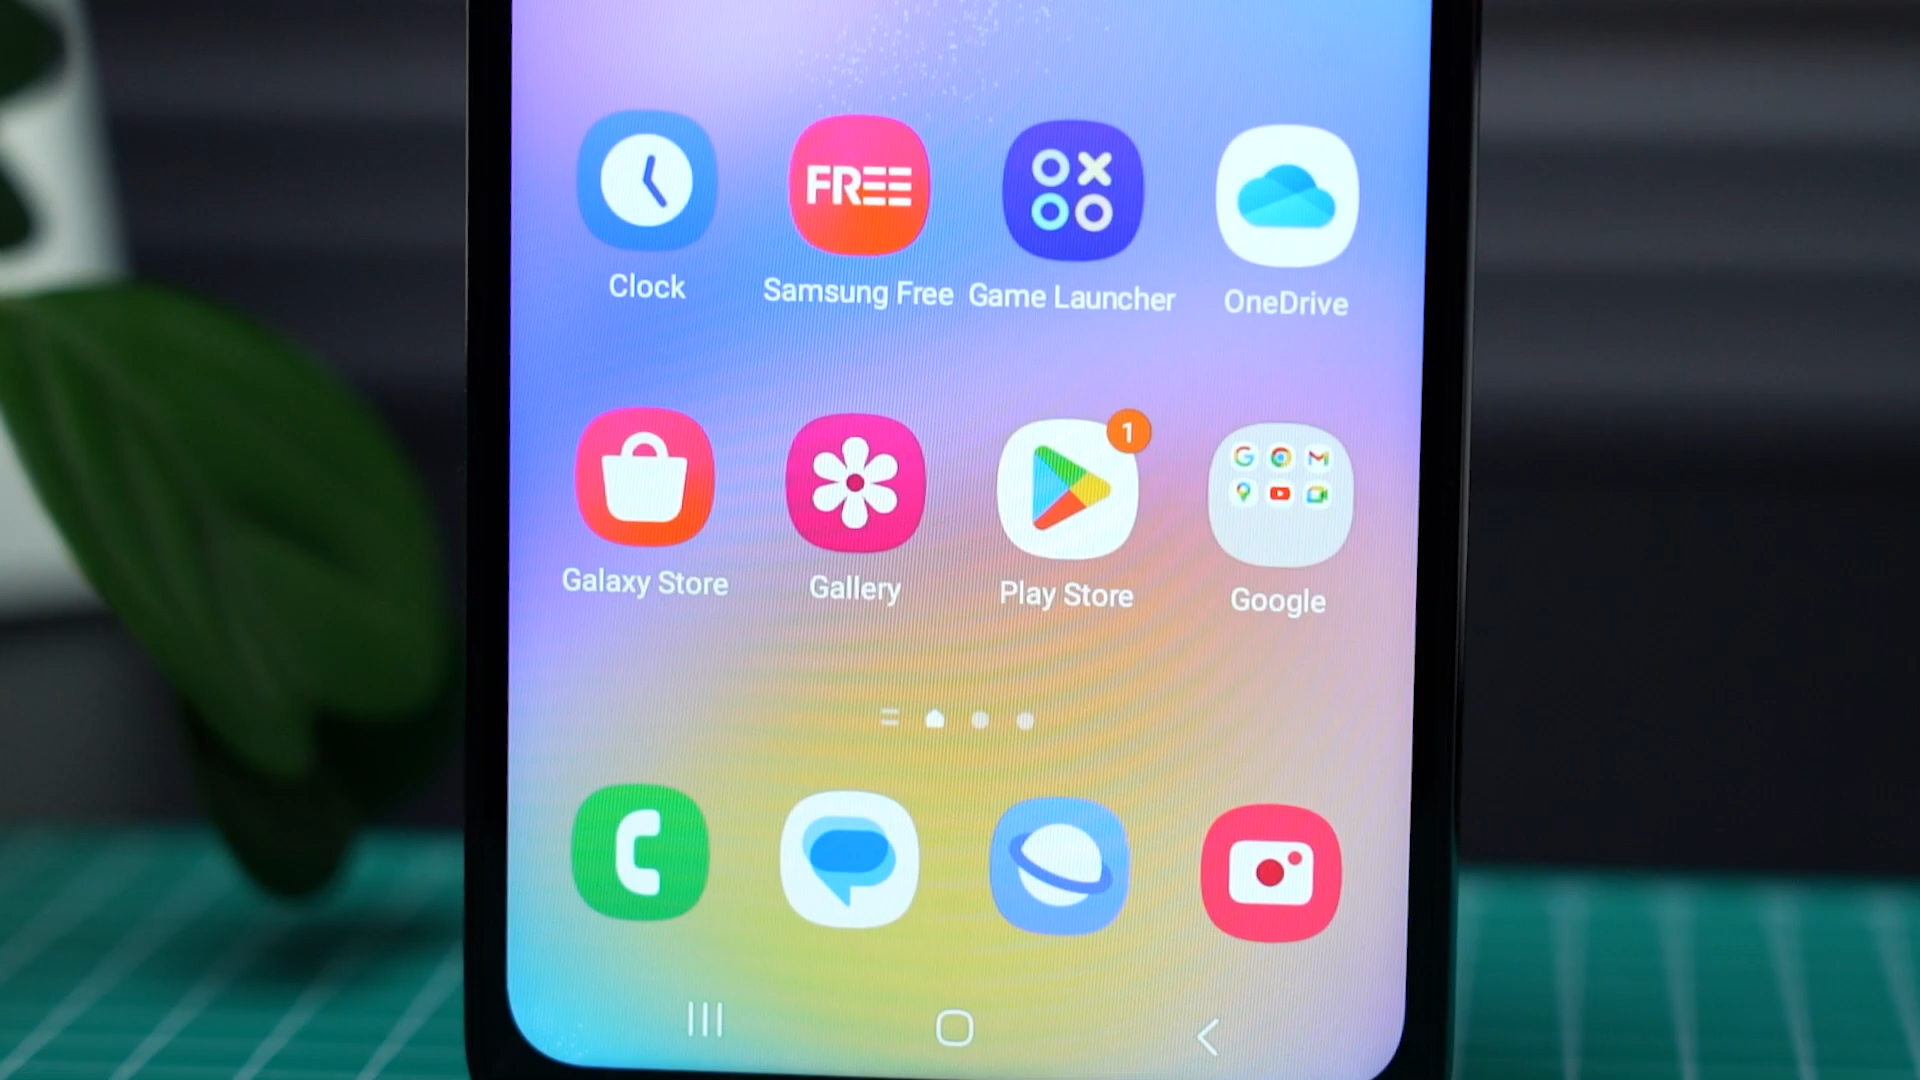 FREE
Clock
Samsung Free
Game Launcher
OneDrive
1
Galaxy Store
Gallery
Play Store
Google